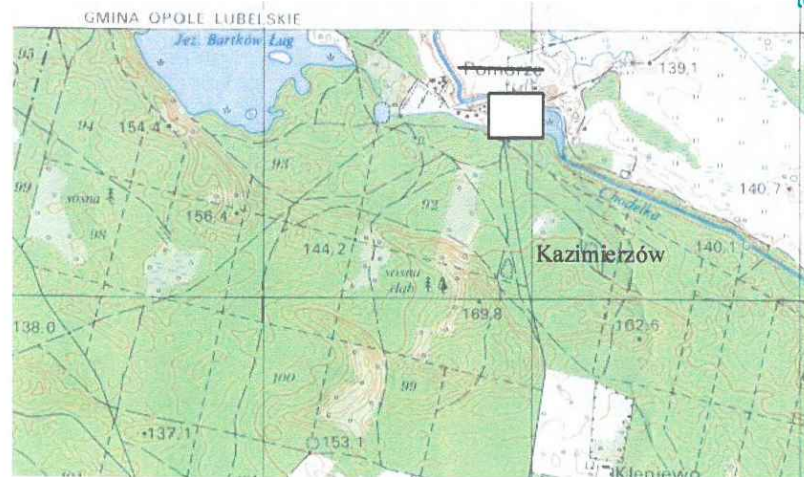 GMINA OPOLE LUBELSKIE
Jez. Bartków Ług
Pomorze
139,1
95
154.4
94
93
99
sosna
156.4
98
92
Chodelka
140.7
144,2
Kazimierzów
140.1
sosna
dąb
169,8
162.6
138.0
100
99
137,1
153,1
Kleniewo